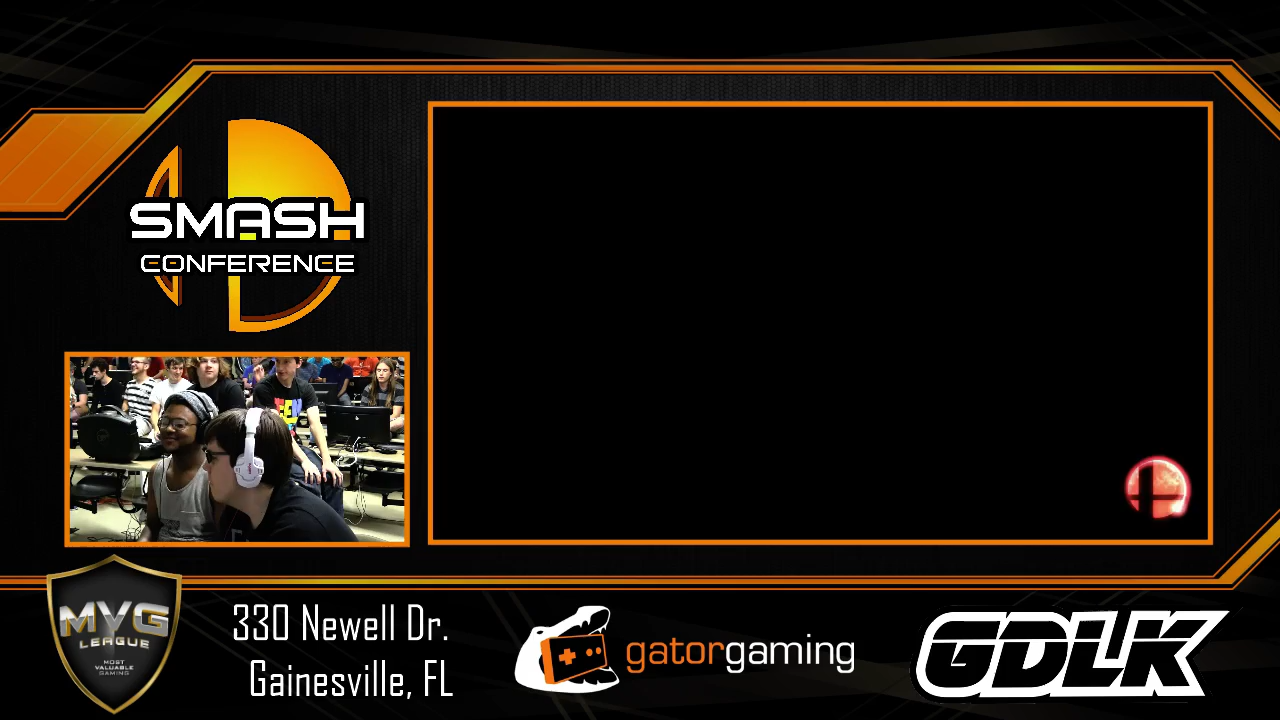 SMASH
CONFERENCE
MVG
LEAGUE
MOST
VALUABLE
GAMING
330 Newell Dr.
Gainesville, FL
gatorgaming
GDLK